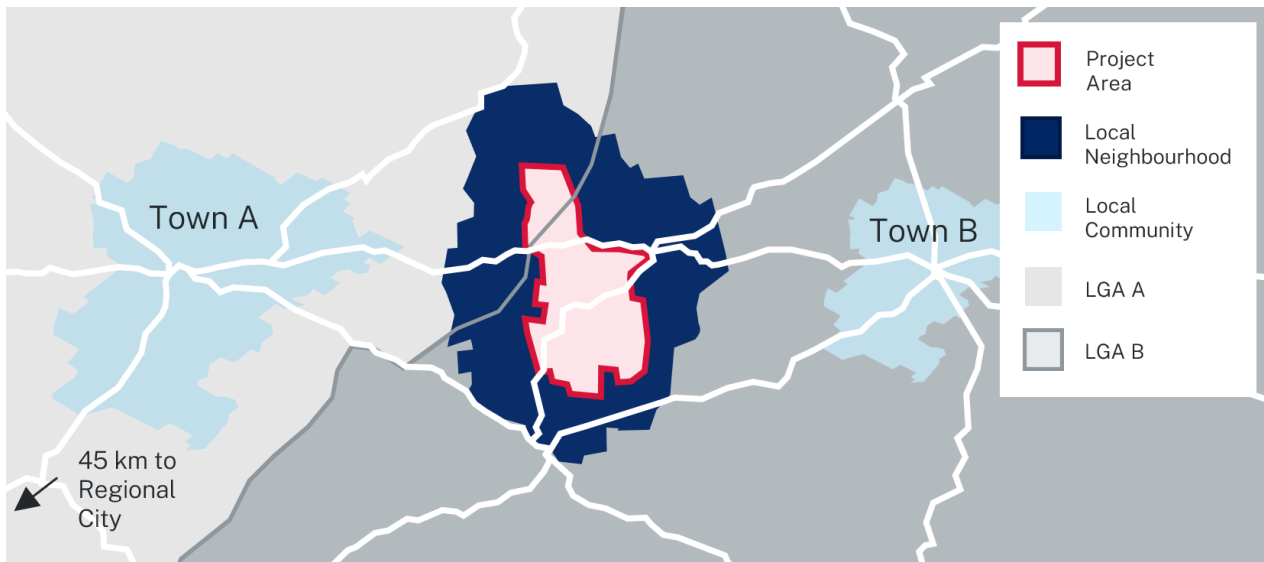 Town A
Town B
45 km to
Regional
City
Project
Area
Local
Neighbourhood
Local
Community
LGA A
LGA B